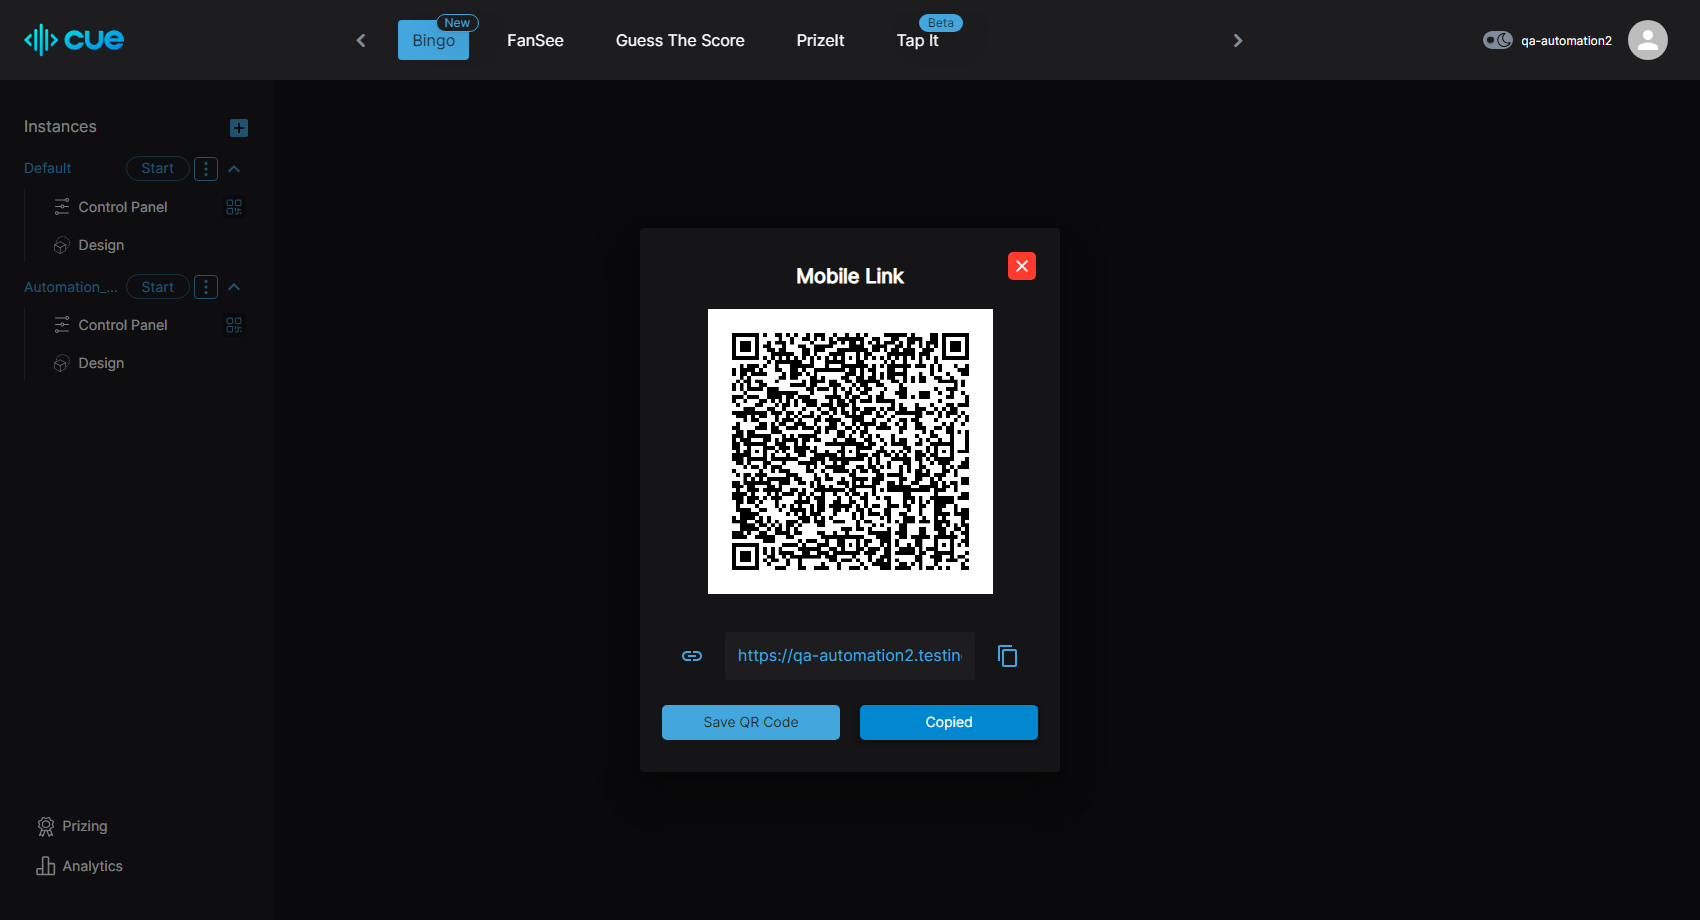 cue
Bingo
New
FanSee
Guess The Score
PrizeIt
Tap It
Beta
qa-automation2
Instances
Default
Start
Control Panel
Design
Automation_...
Start
Control Panel
Design
Prizing
Analytics
Mobile Link
https://qa-automation2.testin
Save QR Code
Copied